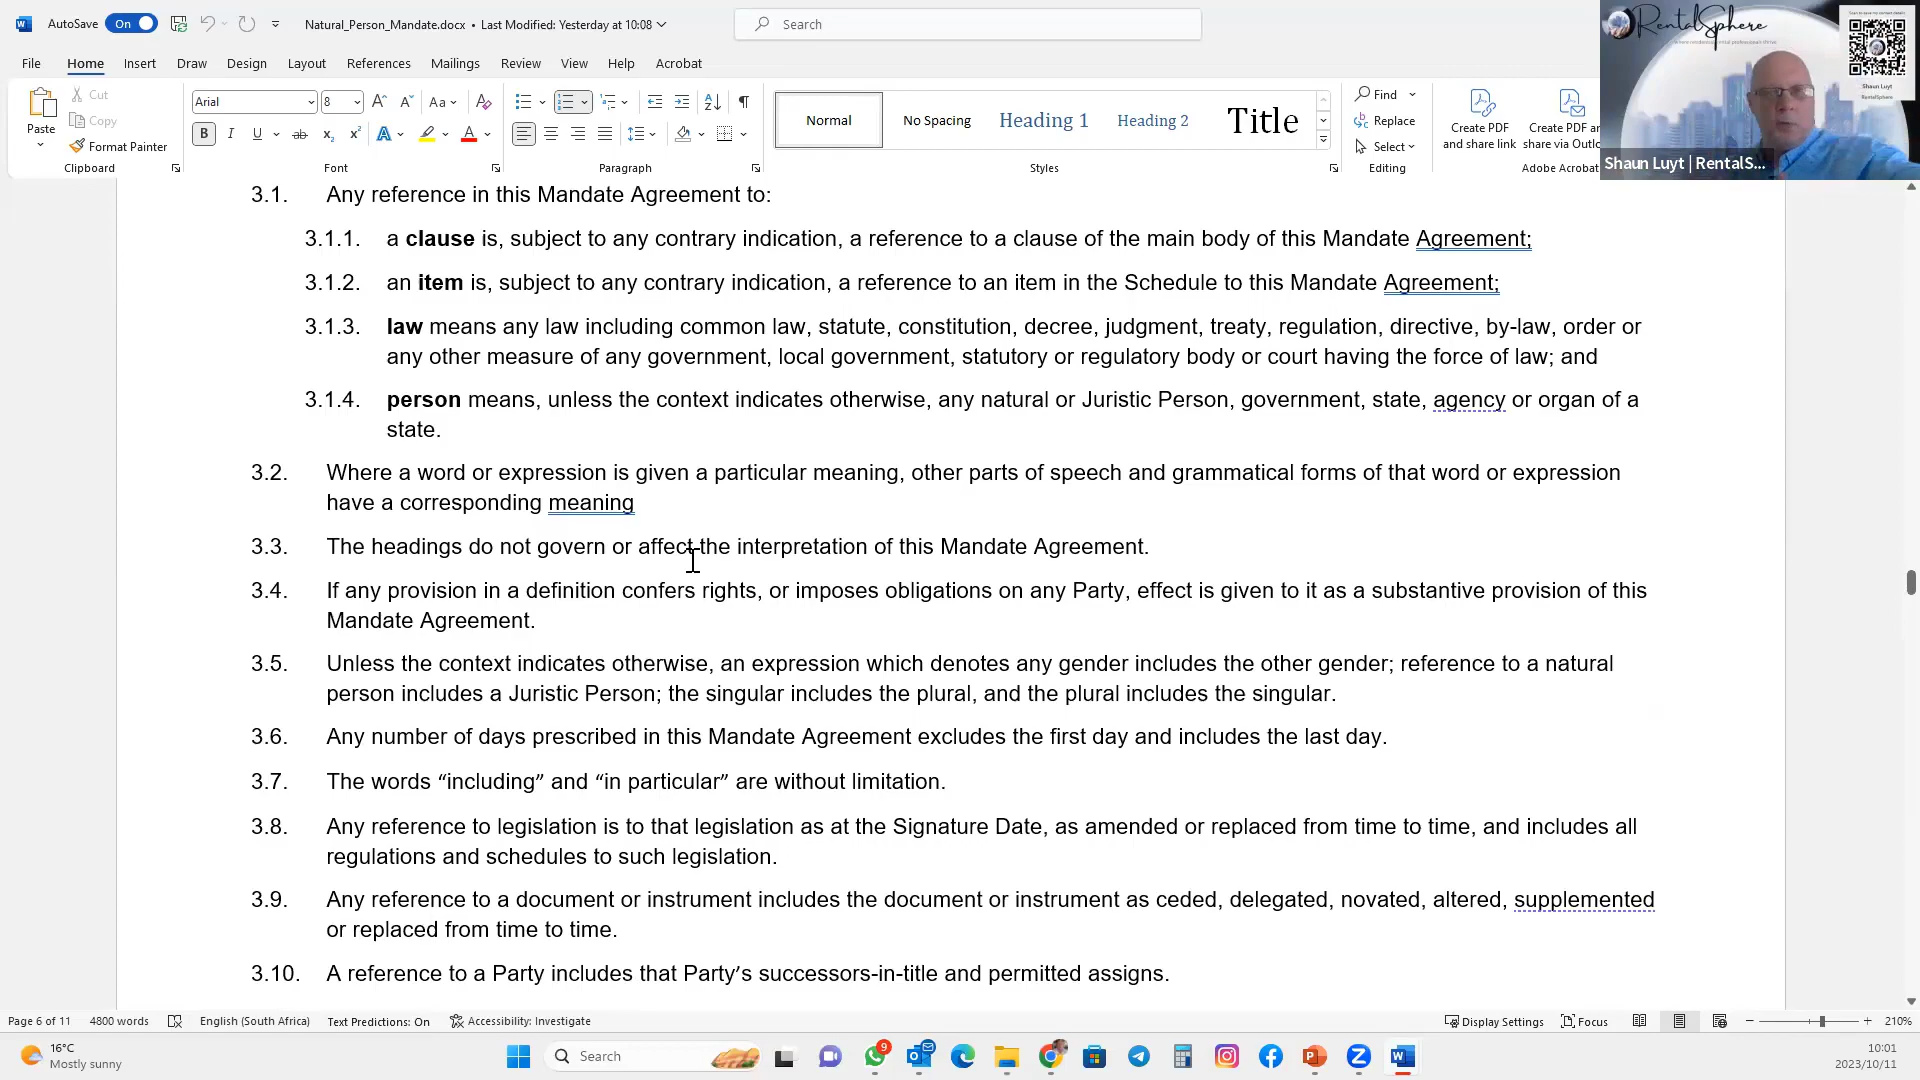 AutoSave On Natural_Person_Mandate.docx • Last Modified: Yesterday at 10:08 Search
RentalSphere
Shaun Luyt
RentalSphere
Shaun Luyt | RentalS...
File Home Insert Draw Design Layout References Mailings Review View Help Acrobat
Paste Cut Copy Format Painter
Arial 8
Normal No Spacing Heading 1 Heading 2 Title
Find Replace Select
Create PDF and share link
Create PDF an share via Outlo
Clipboard Font Paragraph Styles Editing Adobe Acrobat
3.1. Any reference in this Mandate Agreement to:
3.1.1. a clause is, subject to any contrary indication, a reference to a clause of the main body of this Mandate Agreement;
3.1.2. an item is, subject to any contrary indication, a reference to an item in the Schedule to this Mandate Agreement;
3.1.3. law means any law including common law, statute, constitution, decree, judgment, treaty, regulation, directive, by-law, order or
any other measure of any government, local government, statutory or regulatory body or court having the force of law; and
3.1.4. person means, unless the context indicates otherwise, any natural or Juristic Person, government, state, agency or organ of a
state.
3.2. Where a word or expression is given a particular meaning, other parts of speech and grammatical forms of that word or expression
have a corresponding meaning
3.3. The headings do not govern or affect the interpretation of this Mandate Agreement.
3.4. If any provision in a definition confers rights, or imposes obligations on any Party, effect is given to it as a substantive provision of this
Mandate Agreement.
3.5. Unless the context indicates otherwise, an expression which denotes any gender includes the other gender; reference to a natural
person includes a Juristic Person; the singular includes the plural, and the plural includes the singular.
3.6. Any number of days prescribed in this Mandate Agreement excludes the first day and includes the last day.
3.7. The words “including” and “in particular” are without limitation.
3.8. Any reference to legislation is to that legislation as at the Signature Date, as amended or replaced from time to time, and includes all
regulations and schedules to such legislation.
3.9. Any reference to a document or instrument includes the document or instrument as ceded, delegated, novated, altered, supplemented
or replaced from time to time.
3.10. A reference to a Party includes that Party’s successors-in-title and permitted assigns.
Page 6 of 11 4800 words English (South Africa) Text Predictions: On Accessibility: Investigate Display Settings Focus 210%
16°C
Mostly sunny
Search
9
10:01
2023/10/11